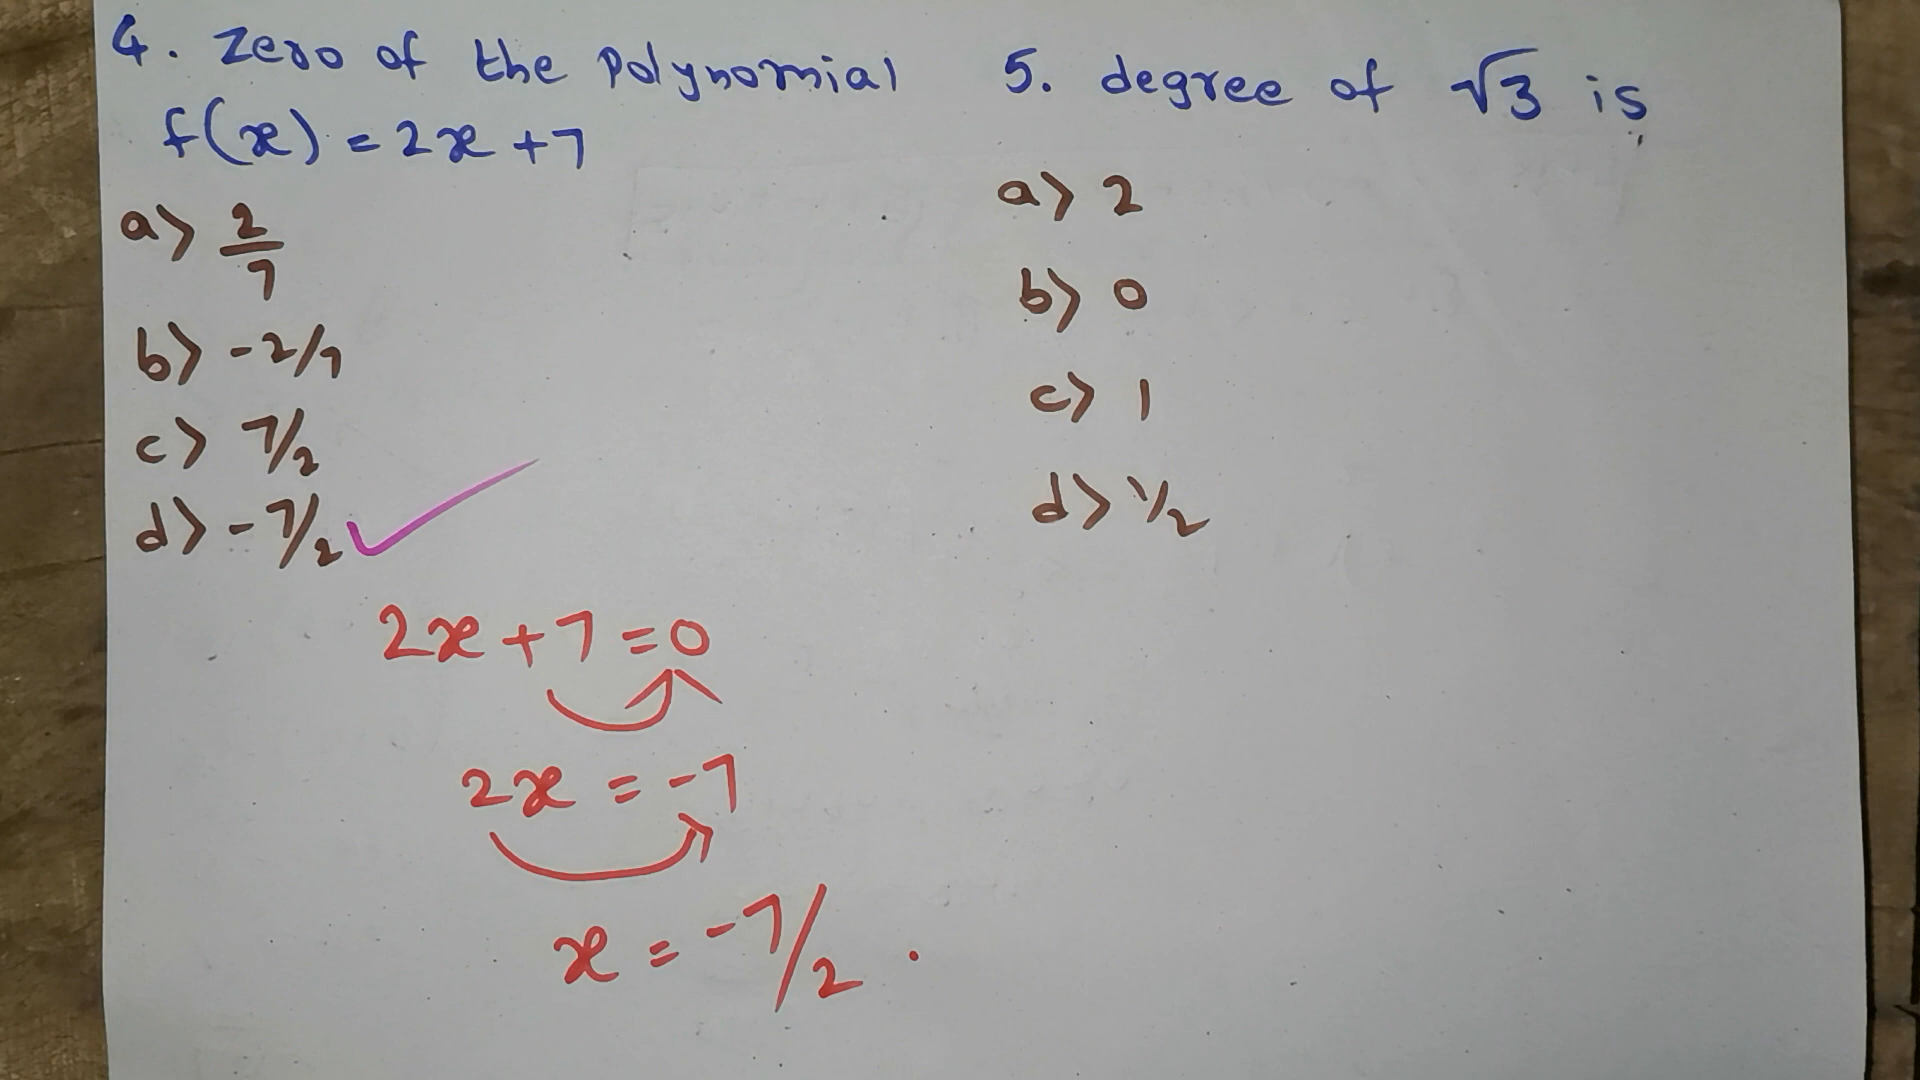 4. Zero of the Polynomial
f(x) = 2x + 7
a> 2/7
b> -2/7
c> 7/2
d> -7/2 ✓
2x + 7 = 0
2x = -7
x = -7/2 .
5. degree of √3 is
a> 2
b> 0
c> 1
d> 1/2